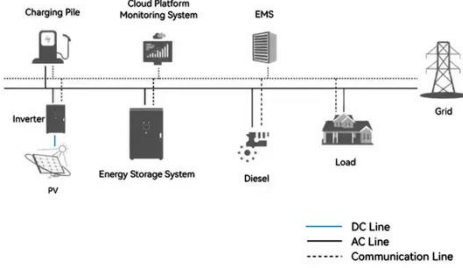 Charging Pile
Cloud Platform
Monitoring System
EMS
Grid
Inverter
PV
Energy Storage System
Diesel
Load
DC Line
AC Line
Communication Line